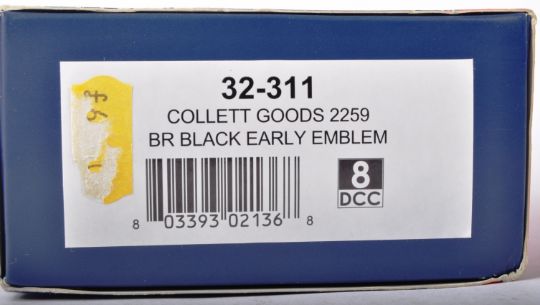 32-311
COLLETT GOODS 2259
BR BLACK EARLY EMBLEM
8
DCC
8 03393 02136 8